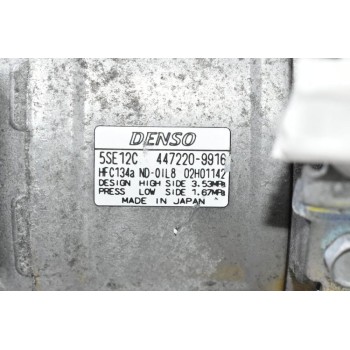 DENSO
5SE12C 447220-9916
HFC134a ND-OIL8 02H01142
DESIGN HIGH SIDE 3.53MPa
PRESS LOW SIDE 1.67MPa
MADE IN JAPAN